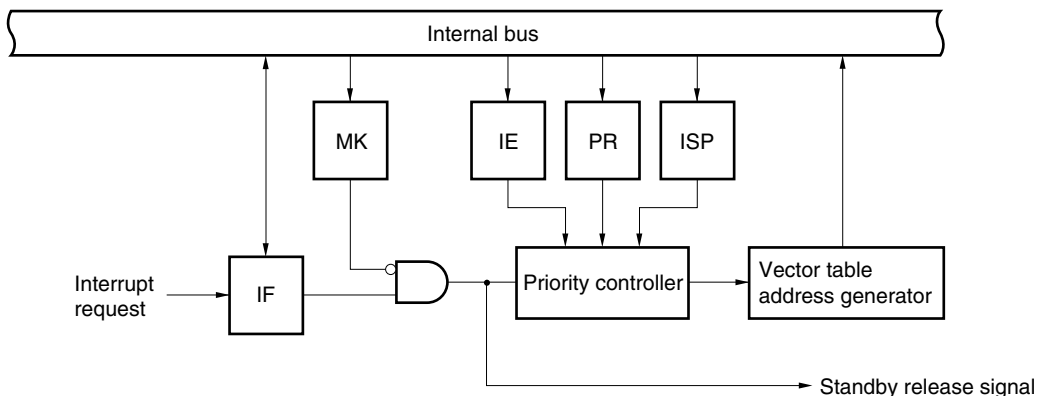 Internal bus
MK
IE
PR
ISP
Interrupt
request
IF
Priority controller
Vector table
address generator
Standby release signal